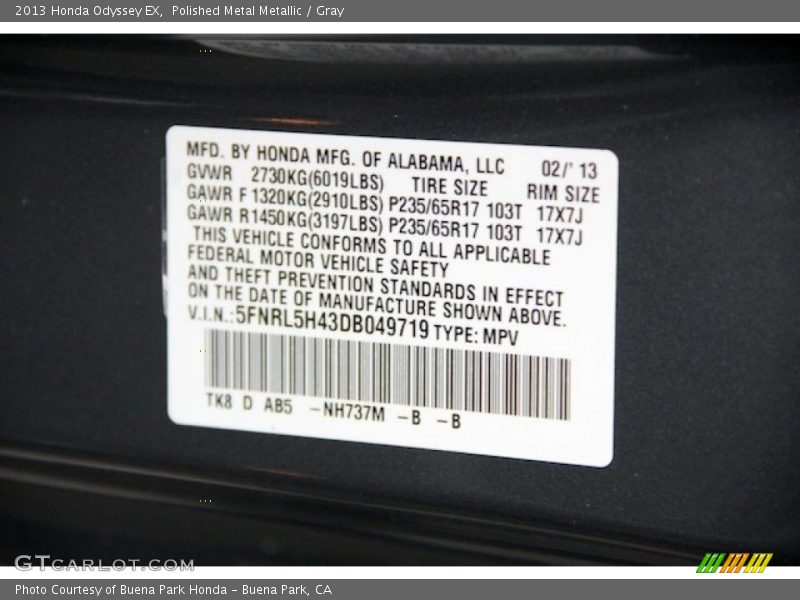 2013 Honda Odyssey EX,  Polished Metal Metallic / Gray
MFD. BY HONDA MFG. OF ALABAMA, LLC 02/' 13
GVWR 2730KG(6019LBS) TIRE SIZE RIM SIZE
GAWR F 1320KG(2910LBS) P235/65R17 103T 17X7J
GAWR R 1450KG(3197LBS) P235/65R17 103T 17X7J
THIS VEHICLE CONFORMS TO ALL APPLICABLE
FEDERAL MOTOR VEHICLE SAFETY
AND THEFT PREVENTION STANDARDS IN EFFECT
ON THE DATE OF MANUFACTURE SHOWN ABOVE.
V.I.N.: 5FNRL5H43DB049719 TYPE: MPV
TK8 D AB5 -NH737M -B -B
GTcarlot.com
Photo Courtesy of Buena Park Honda - Buena Park, CA